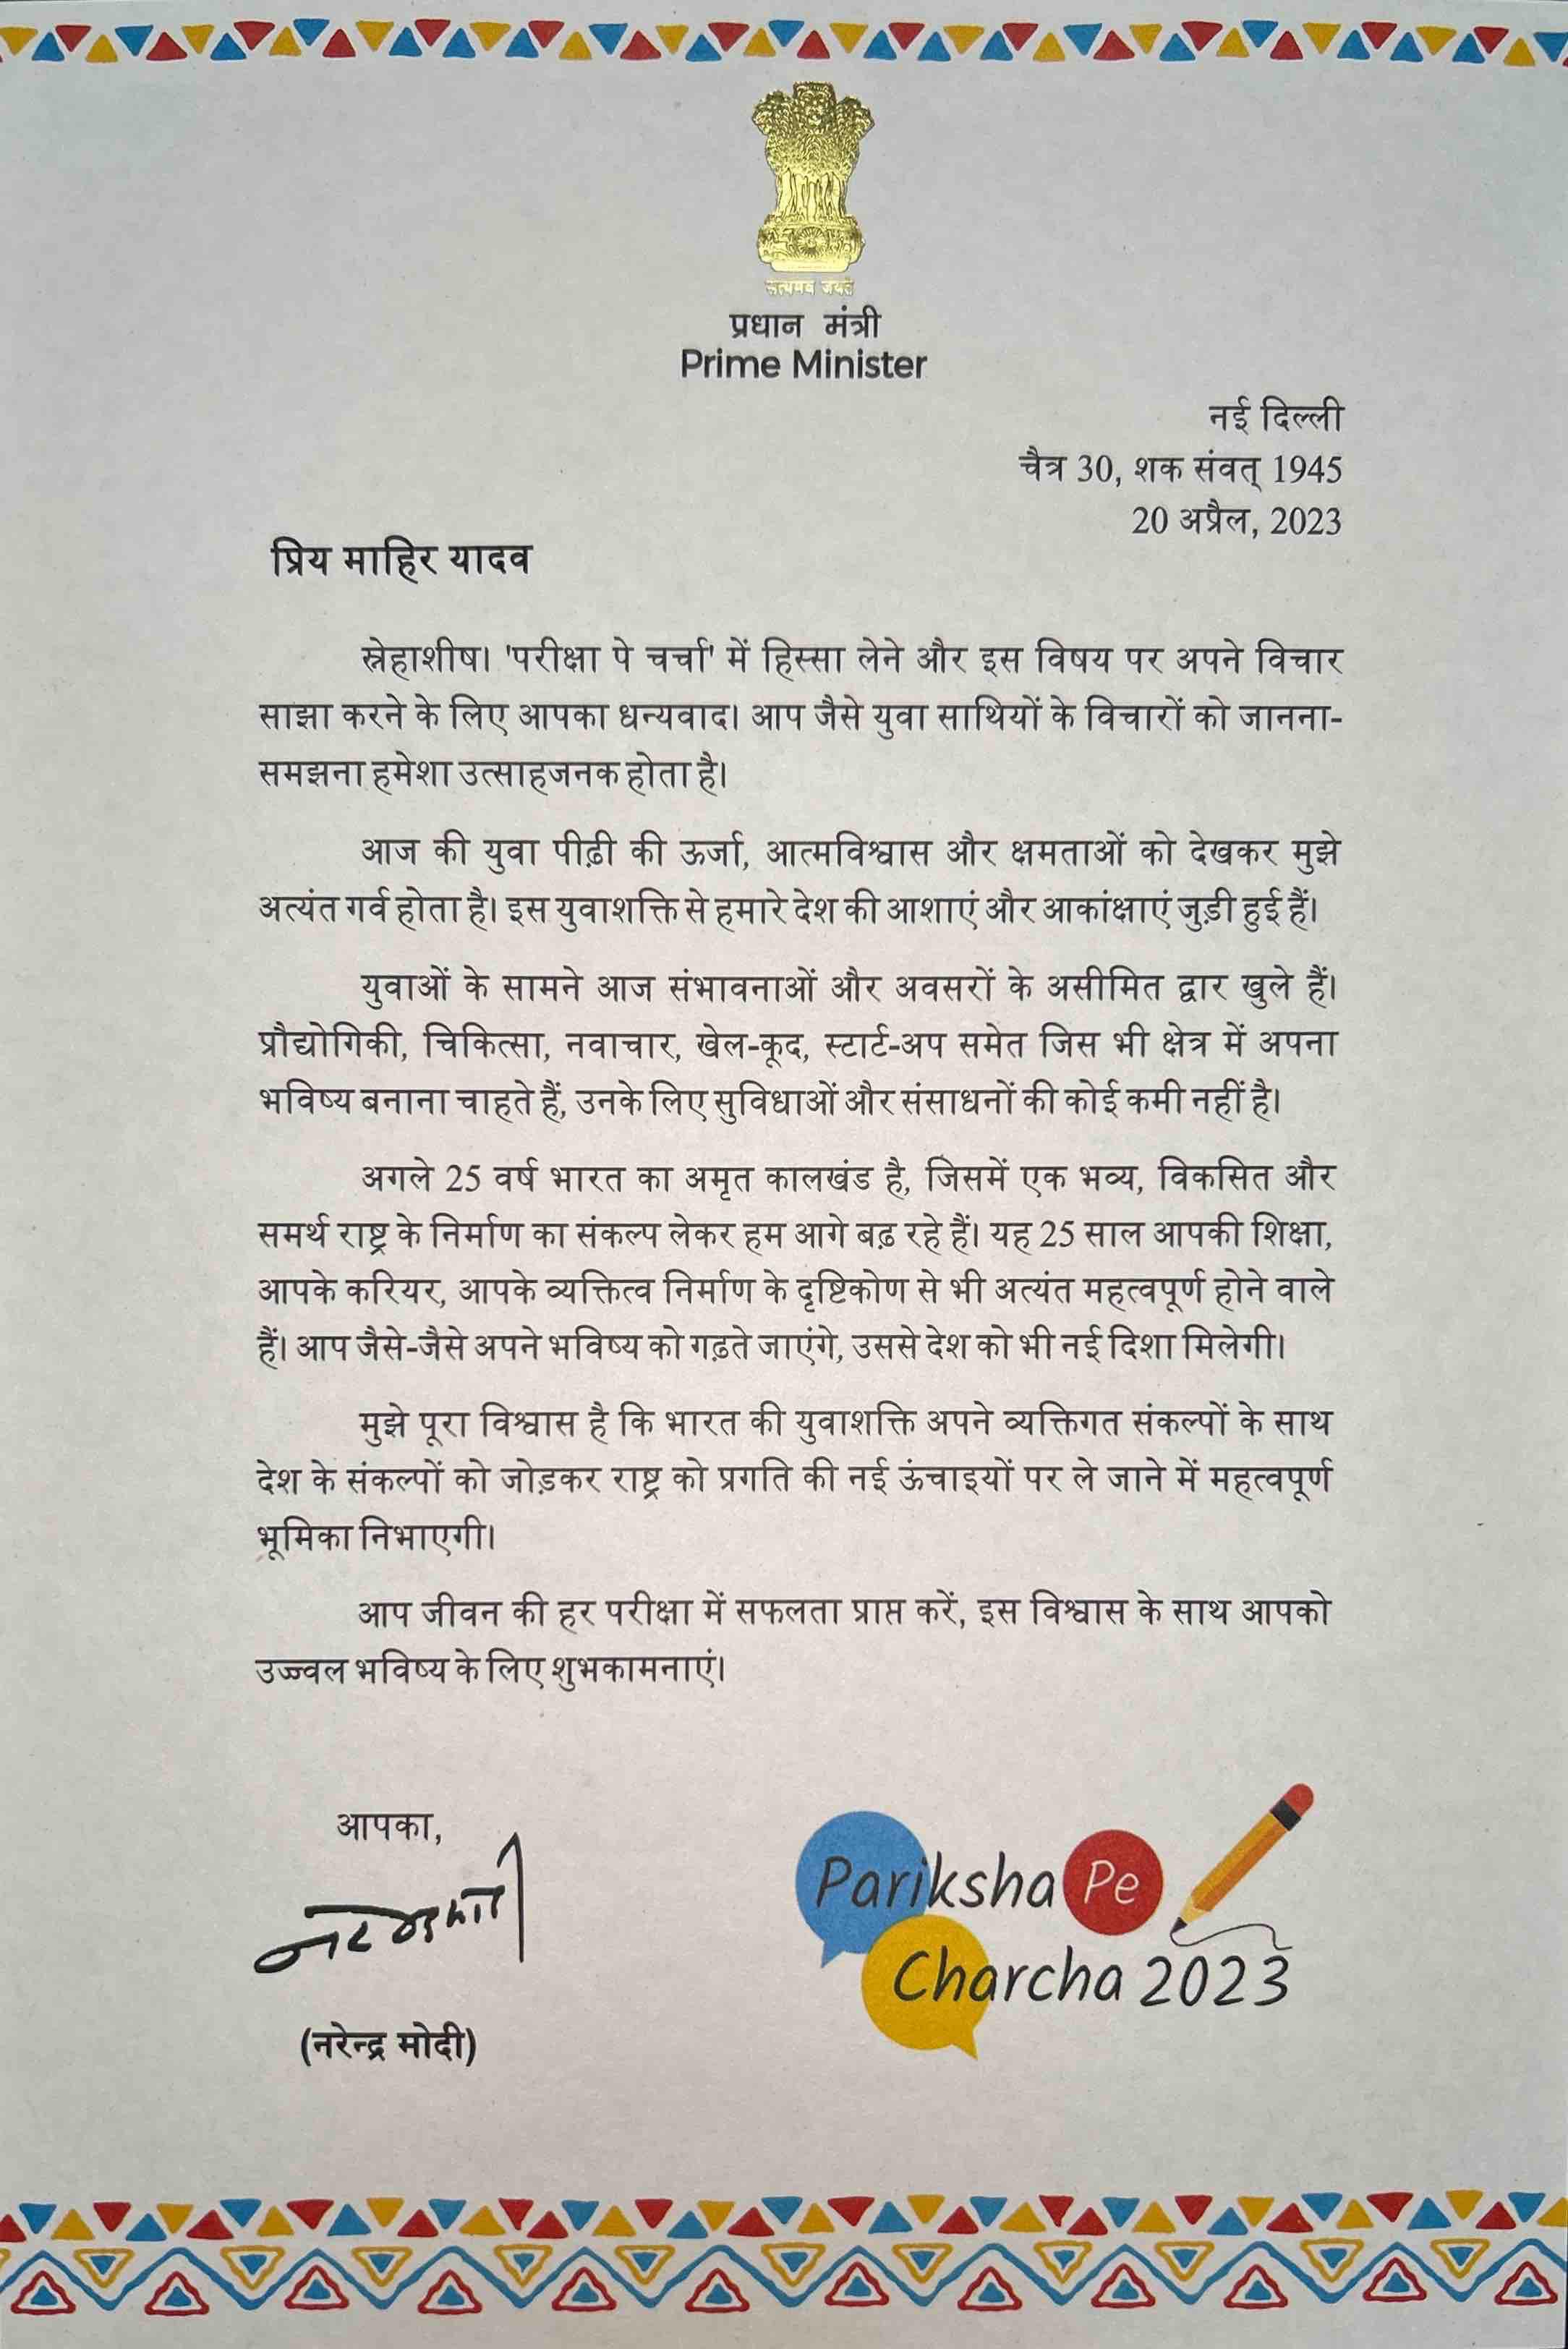 सत्यमेव जयते
प्रधान मंत्री
Prime Minister
नई दिल्ली
चैत्र 30, शक संवत् 1945
20 अप्रैल, 2023
प्रिय माहिर यादव
स्नेहाशीष। 'परीक्षा पे चर्चा' में हिस्सा लेने और इस विषय पर अपने विचार
साझा करने के लिए आपका धन्यवाद। आप जैसे युवा साथियों के विचारों को जानना-
समझना हमेशा उत्साहजनक होता है।
आज की युवा पीढ़ी की ऊर्जा, आत्मविश्वास और क्षमताओं को देखकर मुझे
अत्यंत गर्व होता है। इस युवाशक्ति से हमारे देश की आशाएं और आकांक्षाएं जुड़ी हुई हैं।
युवाओं के सामने आज संभावनाओं और अवसरों के असीमित द्वार खुले हैं।
प्रौद्योगिकी, चिकित्सा, नवाचार, खेल-कूद, स्टार्ट-अप समेत जिस भी क्षेत्र में अपना
भविष्य बनाना चाहते हैं, उनके लिए सुविधाओं और संसाधनों की कोई कमी नहीं है।
अगले 25 वर्ष भारत का अमृत कालखंड है, जिसमें एक भव्य, विकसित और
समर्थ राष्ट्र के निर्माण का संकल्प लेकर हम आगे बढ़ रहे हैं। यह 25 साल आपकी शिक्षा,
आपके करियर, आपके व्यक्तित्व निर्माण के दृष्टिकोण से भी अत्यंत महत्वपूर्ण होने वाले
हैं। आप जैसे-जैसे अपने भविष्य को गढ़ते जाएंगे, उससे देश को भी नई दिशा मिलेगी।
मुझे पूरा विश्वास है कि भारत की युवाशक्ति अपने व्यक्तिगत संकल्पों के साथ
देश के संकल्पों को जोड़कर राष्ट्र को प्रगति की नई ऊंचाइयों पर ले जाने में महत्वपूर्ण
भूमिका निभाएगी।
आप जीवन की हर परीक्षा में सफलता प्राप्त करें, इस विश्वास के साथ आपको
उज्ज्वल भविष्य के लिए शुभकामनाएं।
आपका,
नरेन्द्र मोदी
(नरेन्द्र मोदी)
Pariksha Pe
Charcha 2023